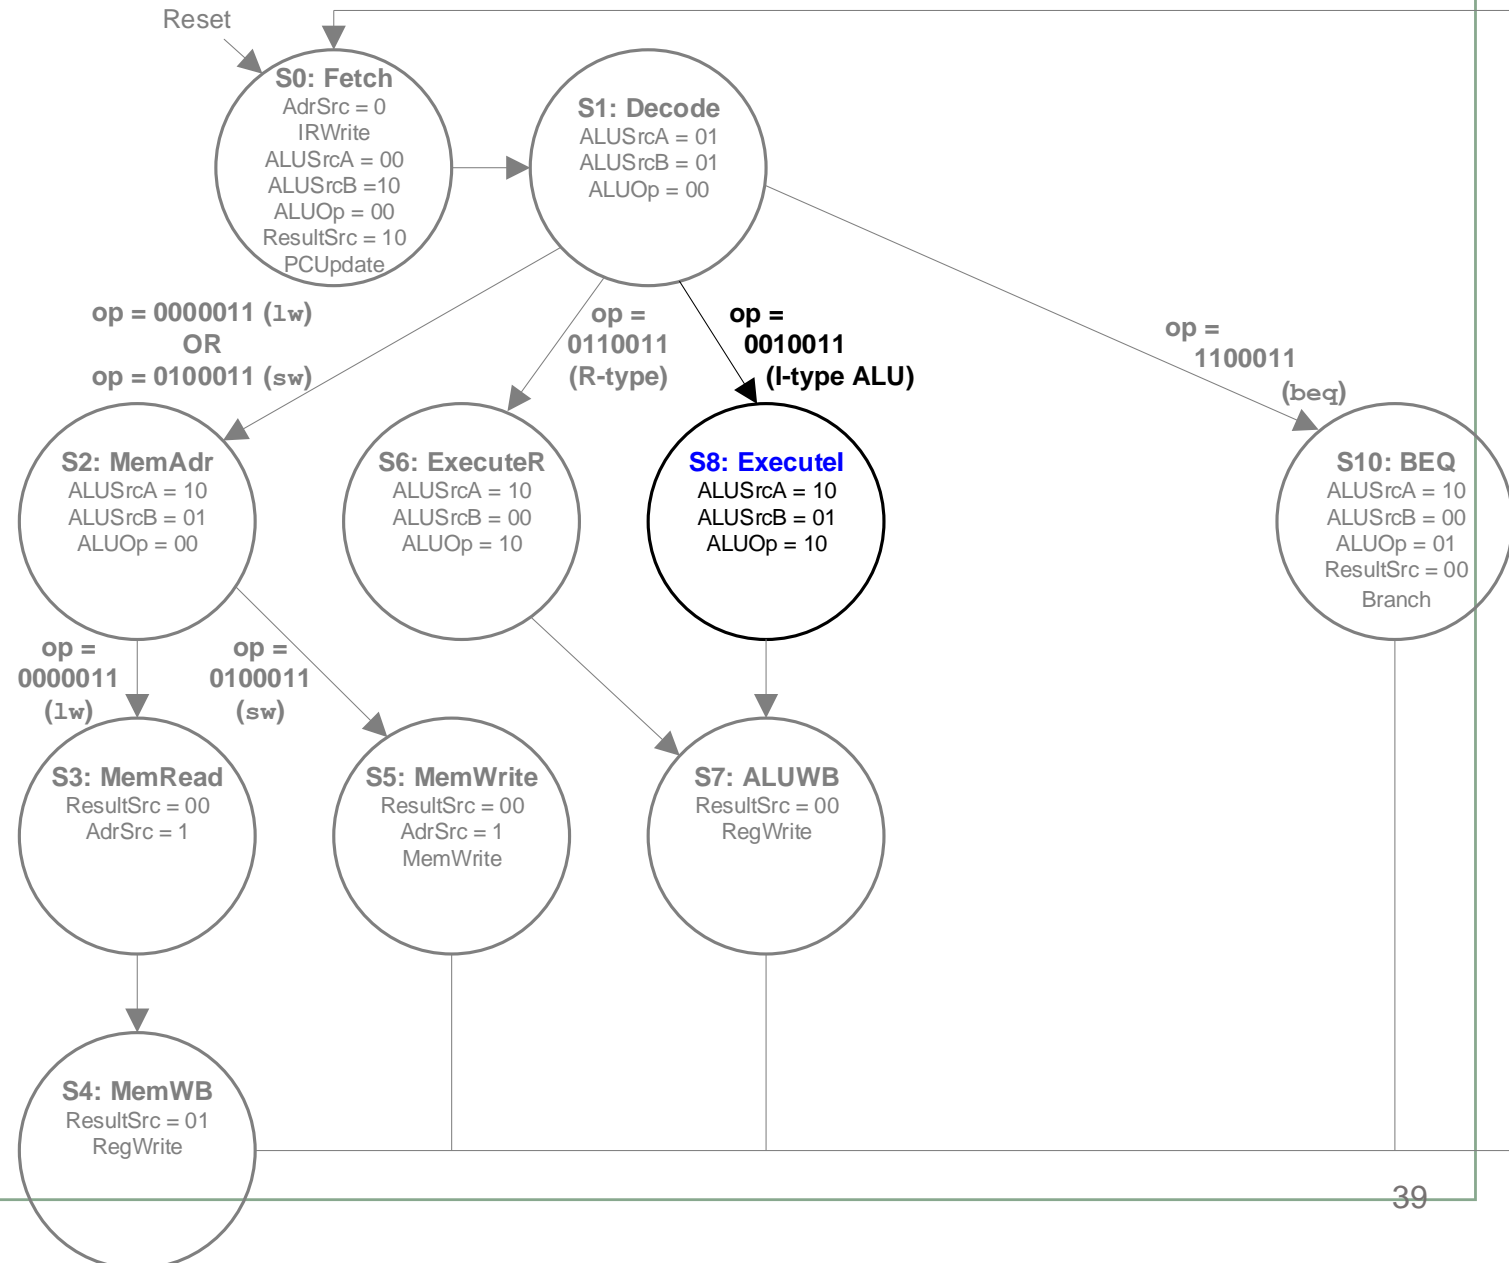 Reset
S0: Fetch
AdrSrc = 0
IRWrite
ALUSrcA = 00
ALUSrcB =10
ALUOp = 00
ResultSrc = 10
PCUpdate
S1: Decode
ALUSrcA = 01
ALUSrcB = 01
ALUOp = 00
op = 0000011 (lw)
OR
op = 0100011 (sw)
op =
0110011
(R-type)
op =
0010011
(I-type ALU)
op =
1100011
(beq)
S2: MemAdr
ALUSrcA = 10
ALUSrcB = 01
ALUOp = 00
S6: ExecuteR
ALUSrcA = 10
ALUSrcB = 00
ALUOp = 10
S8: ExecuteI
ALUSrcA = 10
ALUSrcB = 01
ALUOp = 10
S10: BEQ
ALUSrcA = 10
ALUSrcB = 00
ALUOp = 01
ResultSrc = 00
Branch
op =
0000011
(lw)
op =
0100011
(sw)
S3: MemRead
ResultSrc = 00
AdrSrc = 1
S5: MemWrite
ResultSrc = 00
AdrSrc = 1
MemWrite
S7: ALUWB
ResultSrc = 00
RegWrite
S4: MemWB
ResultSrc = 01
RegWrite
39